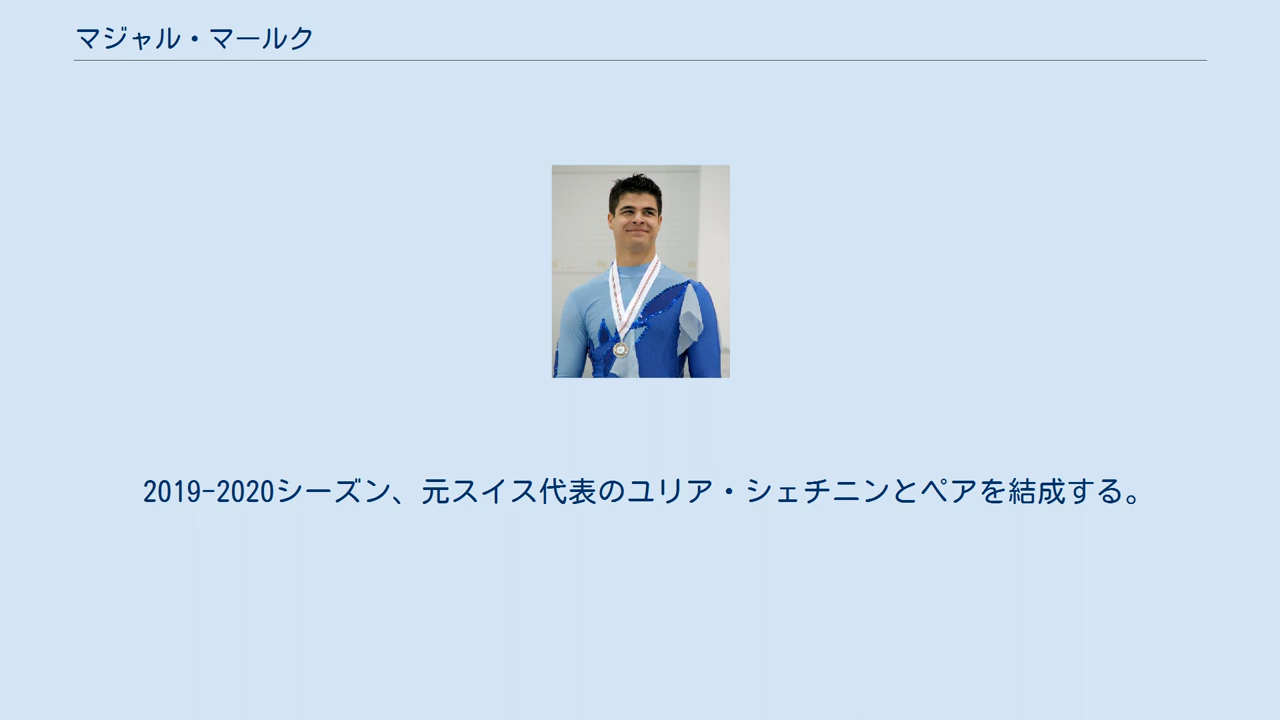 マジャル・マールク
2019-2020シーズン、元スイス代表のユリア・シェチニンとペアを結成する。